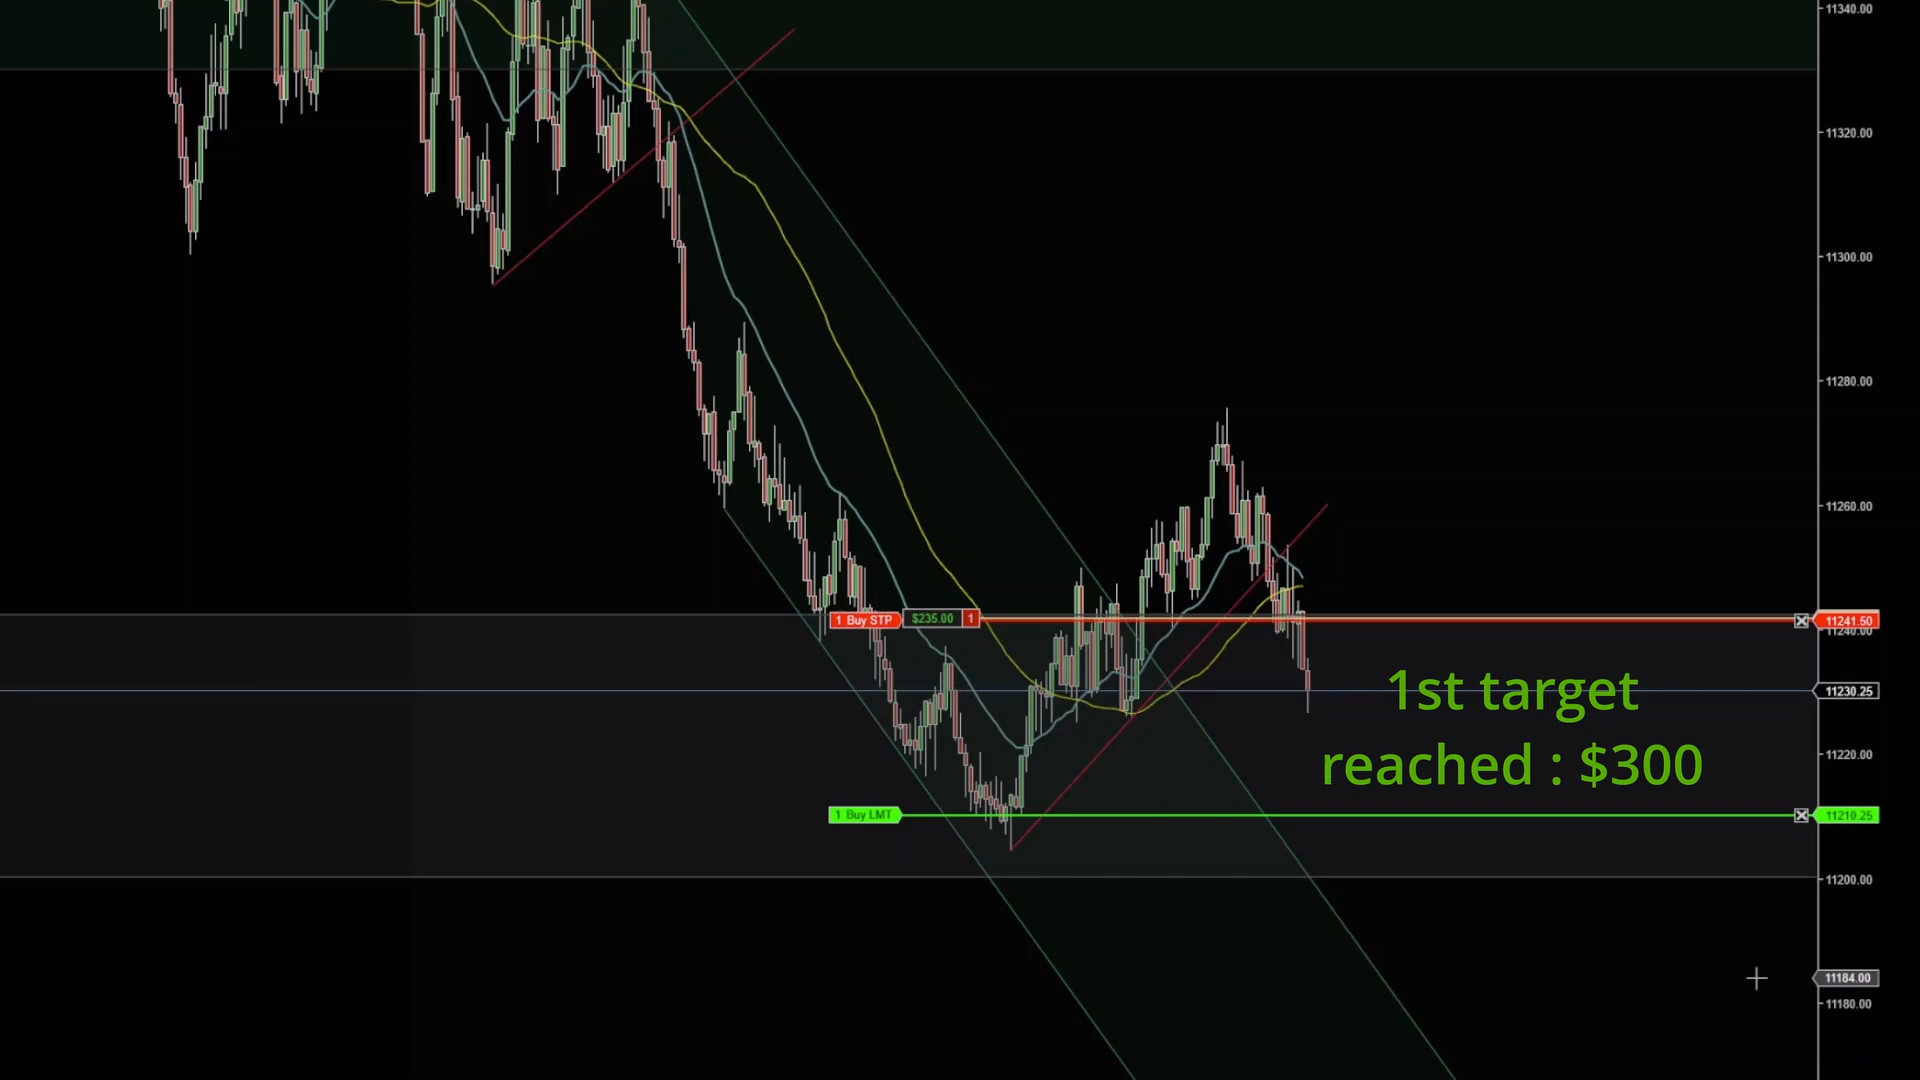 11340.00
11320.00
11300.00
11280.00
11260.00
1 Buy STP $235.00 1 11241.50
11240.00
1st target
11230.25
reached : $300
11220.00
1 Buy LMT 11210.25
11200.00
11184.00
11180.00